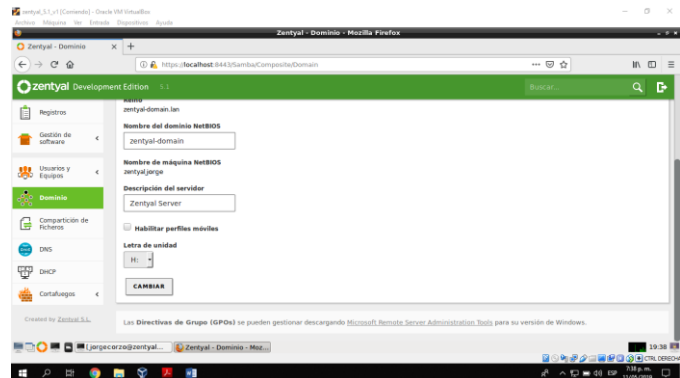 zentyal_5.1_v1 [Corriendo] - Oracle VM VirtualBox
Archivo Máquina Ver Entrada Dispositivos Ayuda
Zentyal - Dominio - Mozilla Firefox
Zentyal - Dominio
https://localhost:8443/Samba/Composite/Domain
zentyal Development Edition 5.1
Buscar...
Registros
Gestión de software
Usuarios y Equipos
Dominio
Compartición de Ficheros
DNS
DHCP
Cortafuegos
Created by Zentyal S.L.
Reino
zentyal-domain.lan
Nombre del dominio NetBIOS
zentyal-domain
Nombre de máquina NetBIOS
zentyaljorge
Descripción del servidor
Zentyal Server
Habilitar perfiles móviles
Letra de unidad
H:
CAMBIAR
Las Directivas de Grupo (GPOs) se pueden gestionar descargando Microsoft Remote Server Administration Tools para su versión de Windows.
[jorgecorzo@zentyal...
Zentyal - Dominio - Moz...
19:38
CTRL DERECHA
ESP
7:38 p. m.